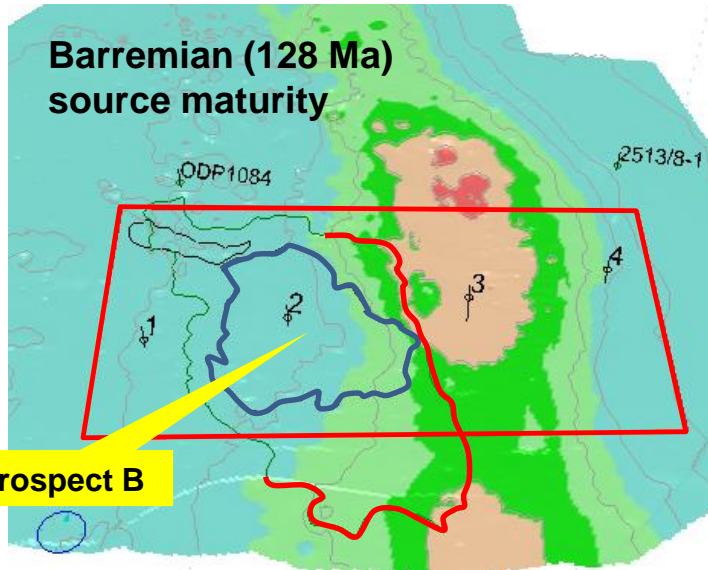 Barremian (128 Ma)
source maturity
ODP1084
2513/8-1
4
3
2
1
rospect B